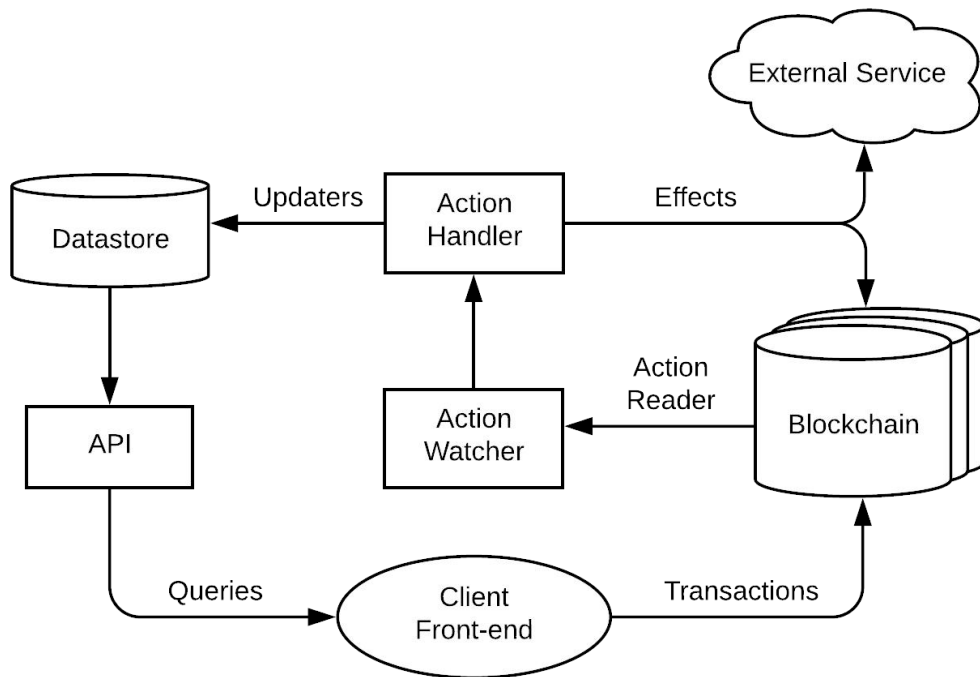 External Service
Updaters
Action
Handler
Effects
Datastore
Action
Reader
API
Action
Watcher
Blockchain
Queries
Client
Front-end
Transactions